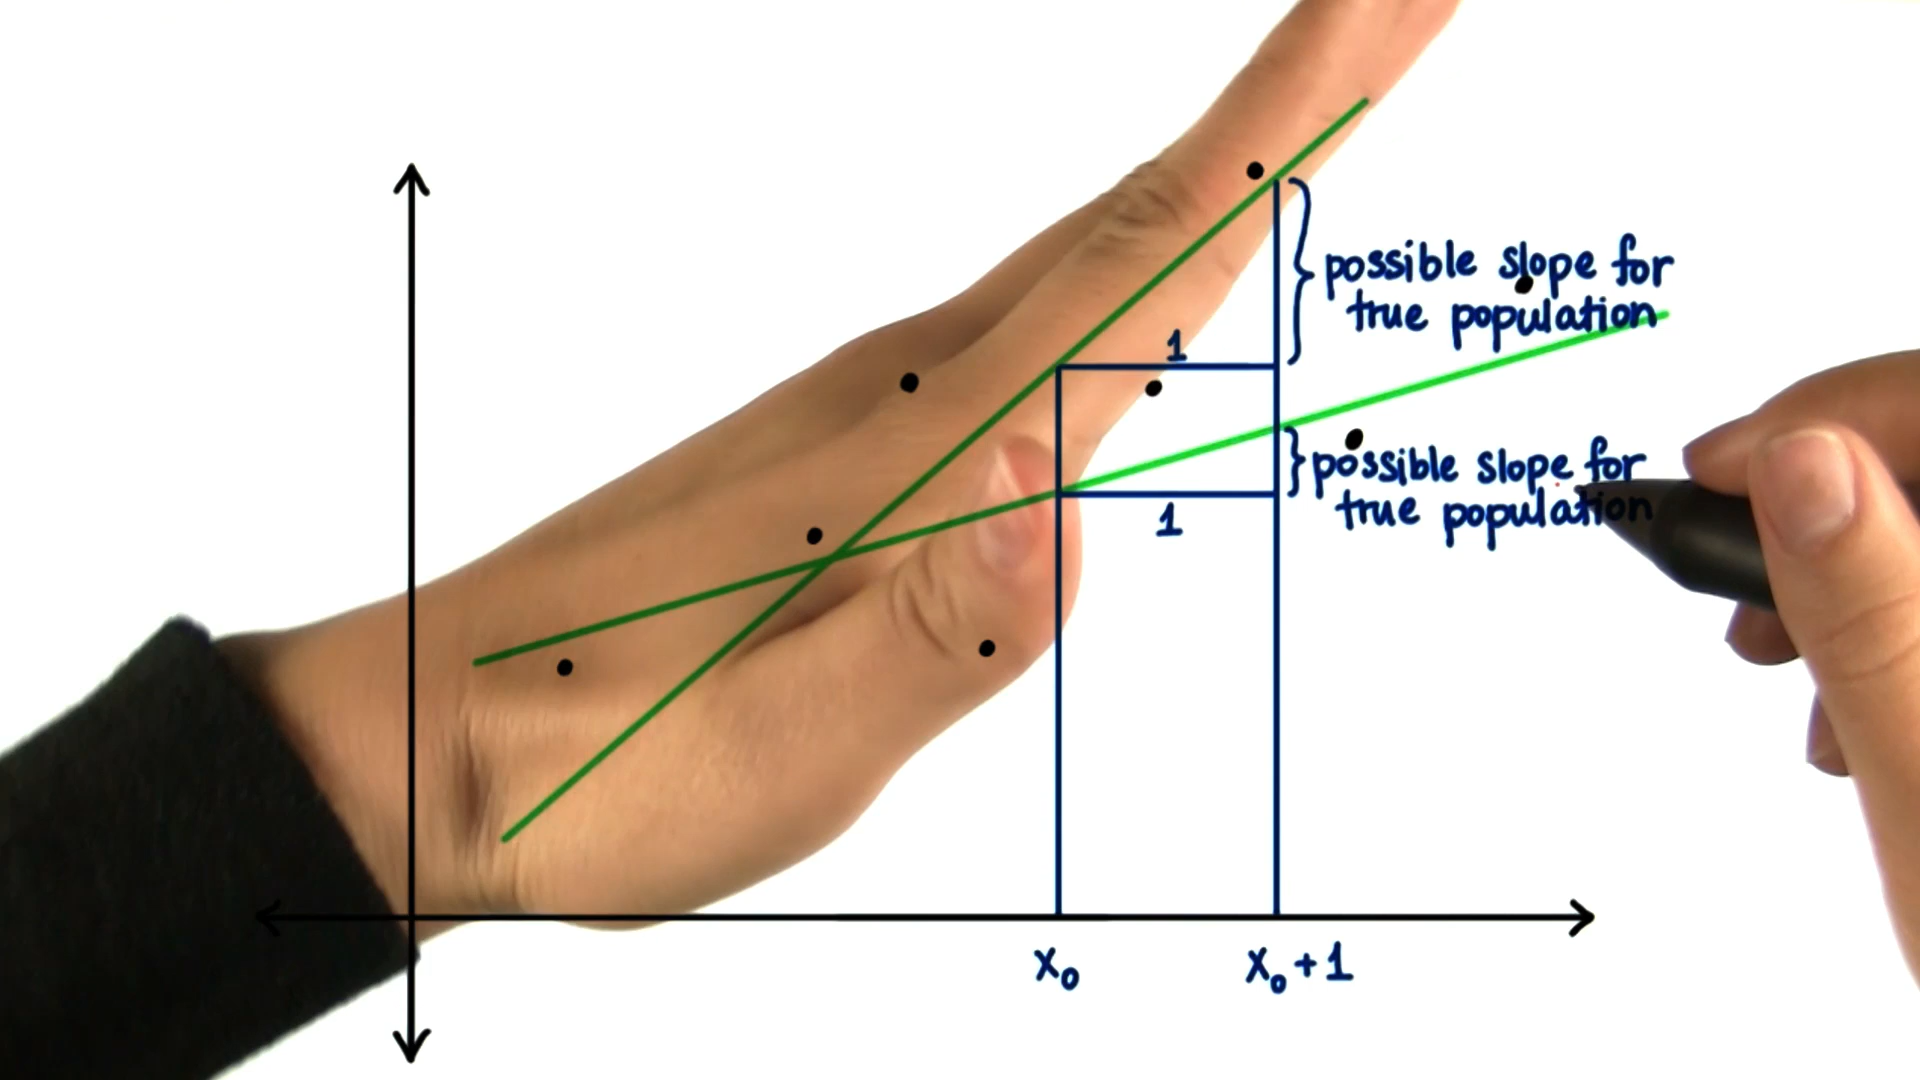 possible slope for
true population
1
possible slope for
true population
1
x₀
x₀ + 1